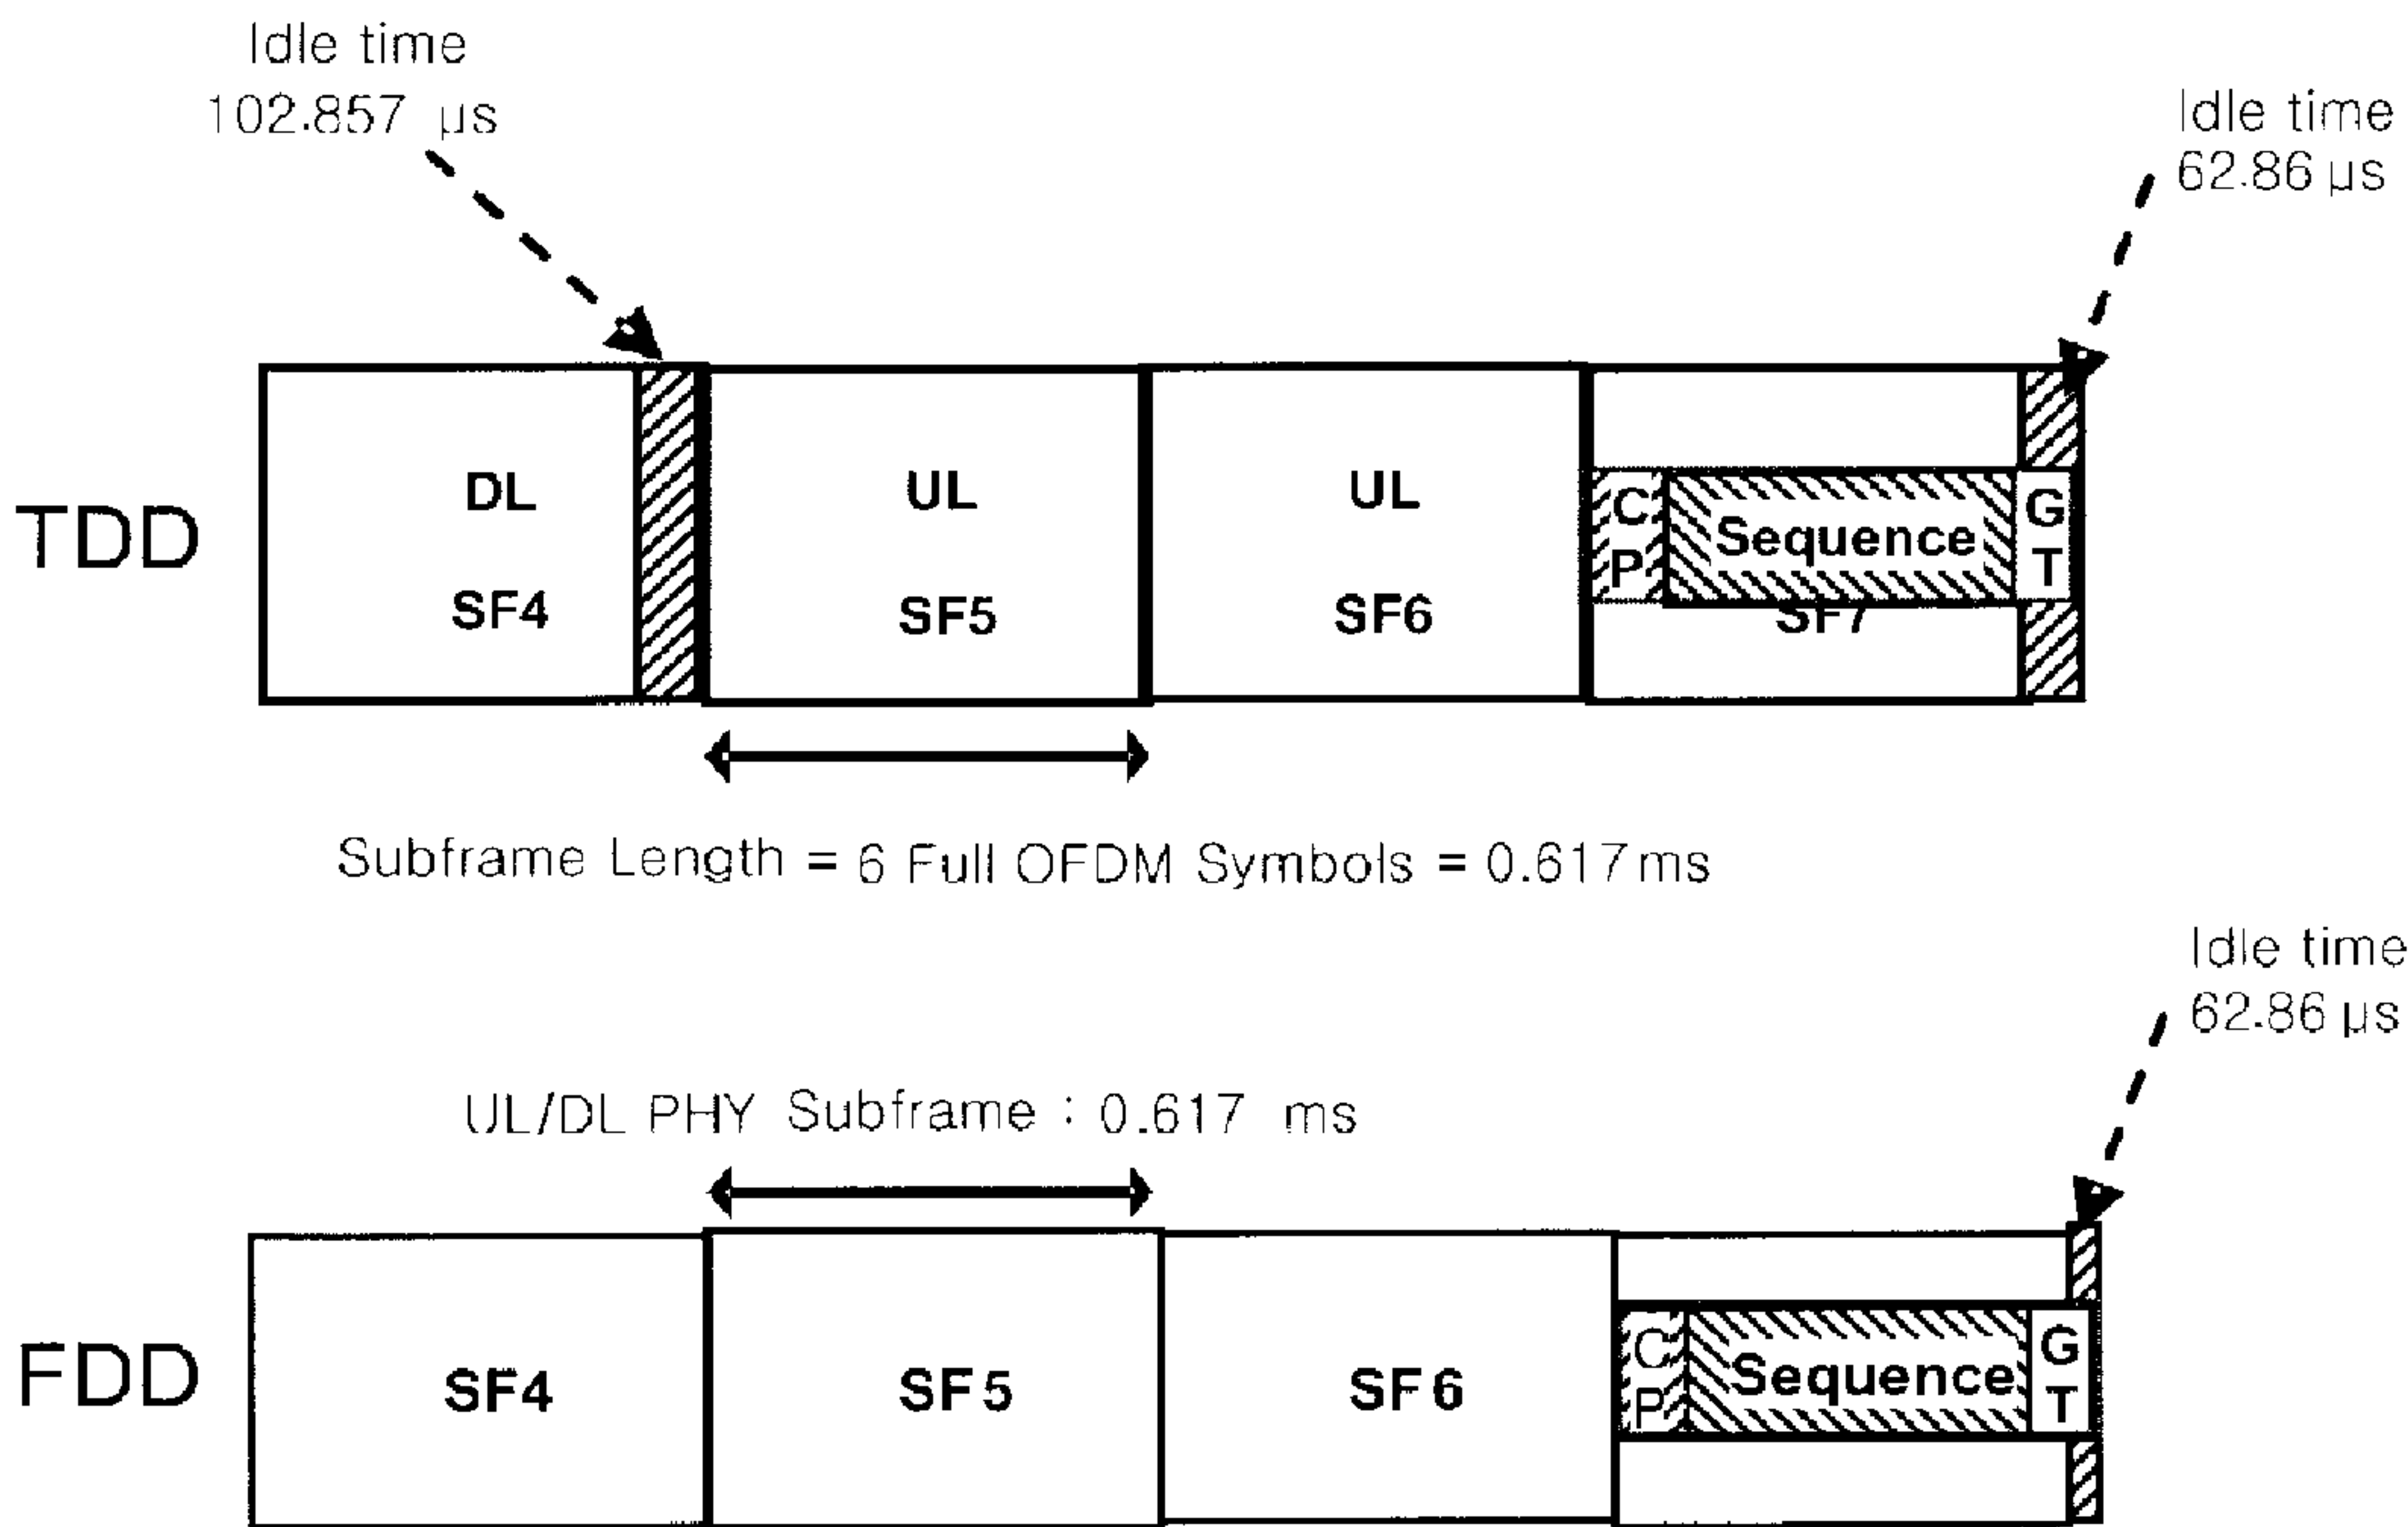 Idle time
102.857 μs
Idle time
62.86 μs
TDD
DL
SF4
UL
SF5
UL
SF6
C
P
Sequence
SF7
G
T
Subframe Length = 6 Full OFDM Symbols = 0.617ms
Idle time
62.86 μs
UL/DL PHY Subframe : 0.617 ms
FDD
SF4
SF5
SF6
C
P
Sequence
G
T